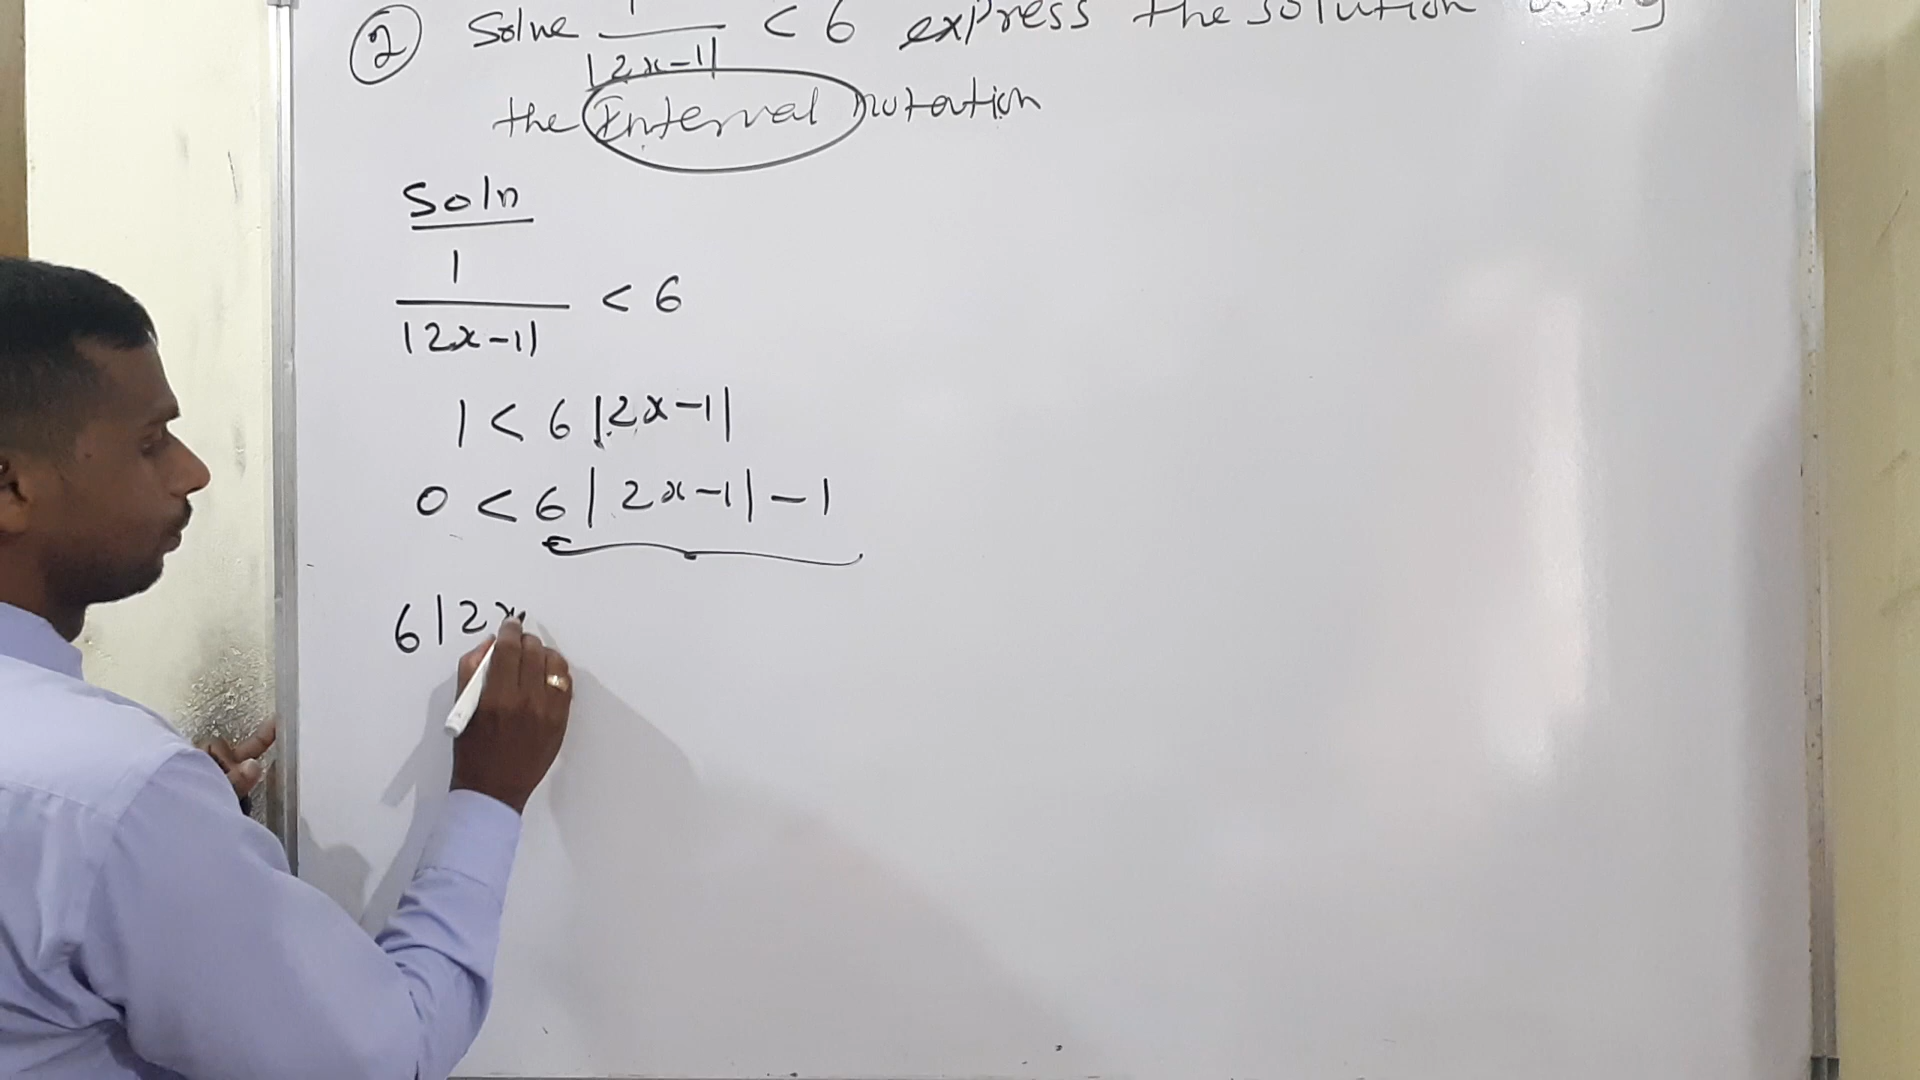 ② Solve 1/|2x-1| < 6 express the solution using
the Interval notation
Soln
1/|2x-1| < 6
1 < 6|2x-1|
0 < 6|2x-1|-1
6|2x